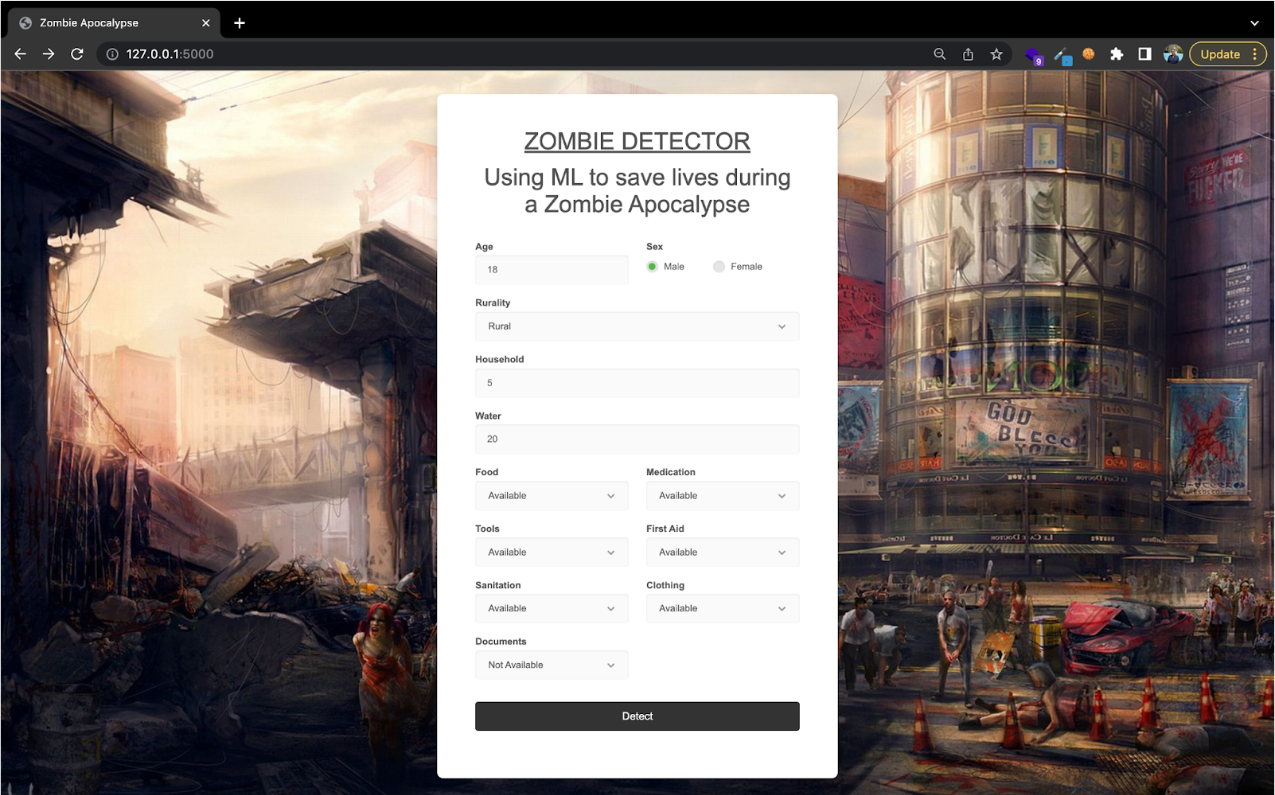 Zombie Apocalypse
127.0.0.1:5000
9
Update
ZOMBIE DETECTOR
Using ML to save lives during
a Zombie Apocalypse
Age
Sex
18
Male
Female
Rurality
Rural
Household
5
Water
20
Food
Medication
Available
Available
Tools
First Aid
Available
Available
Sanitation
Clothing
Available
Available
Documents
Not Available
Detect
GOD
BLESS
YOU